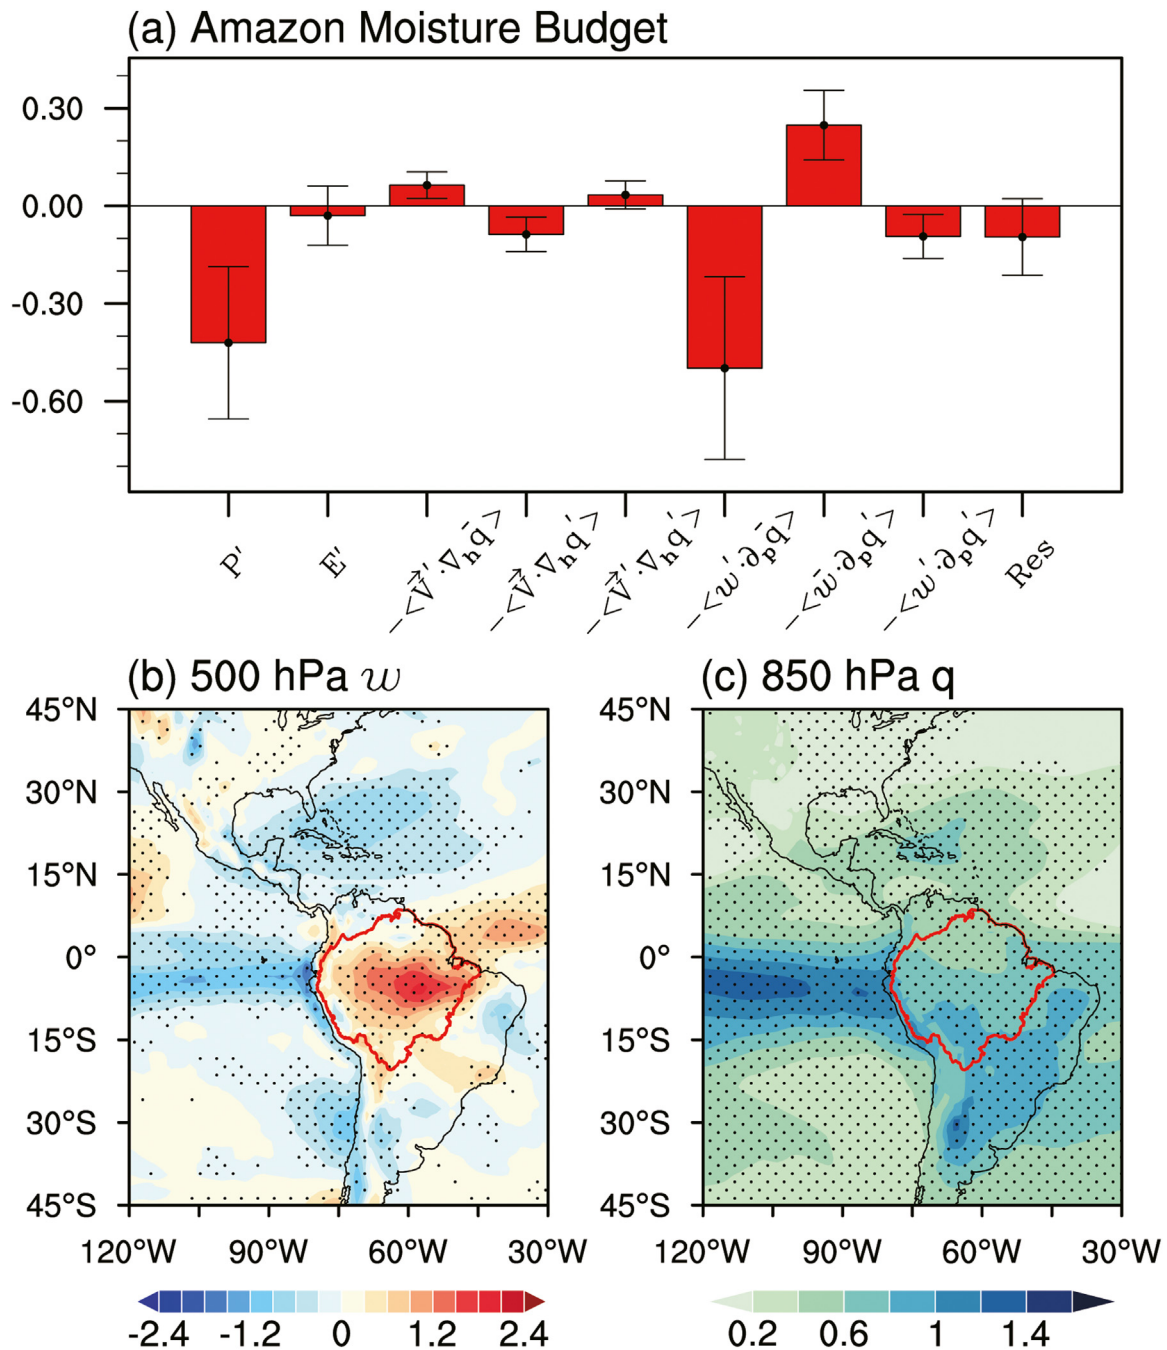 (a) Amazon Moisture Budget
0.30
0.00
-0.30
-0.60
P′
E′
−<V⃗′·∇ₕq̄>
−<V̄⃗·∇ₕq′>
−<V⃗′·∇ₕq′>
−<w′·∂ₚq̄>
−<w̄·∂ₚq′>
−<w′·∂ₚq′>
Res
(b) 500 hPa w
45°N
30°N
15°N
0°
15°S
30°S
45°S
120°W 90°W 60°W 30°W
-2.4 -1.2 0 1.2 2.4
(c) 850 hPa q
45°N
30°N
15°N
0°
15°S
30°S
45°S
120°W 90°W 60°W 30°W
0.2 0.6 1 1.4